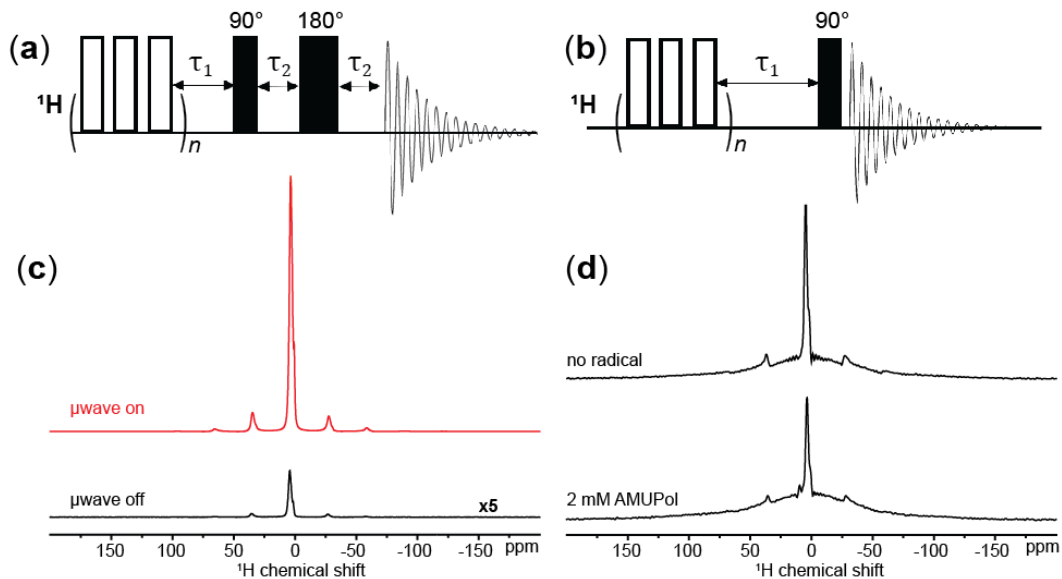 (a)
90° 180°
τ1 τ2 τ2
¹H
n
(b)
90°
τ1
¹H
n
(c)
μwave on
μwave off
x5
150 100 50 0 -50 -100 -150 ppm
¹H chemical shift
(d)
no radical
2 mM AMUPol
150 100 50 0 -50 -100 -150 ppm
¹H chemical shift